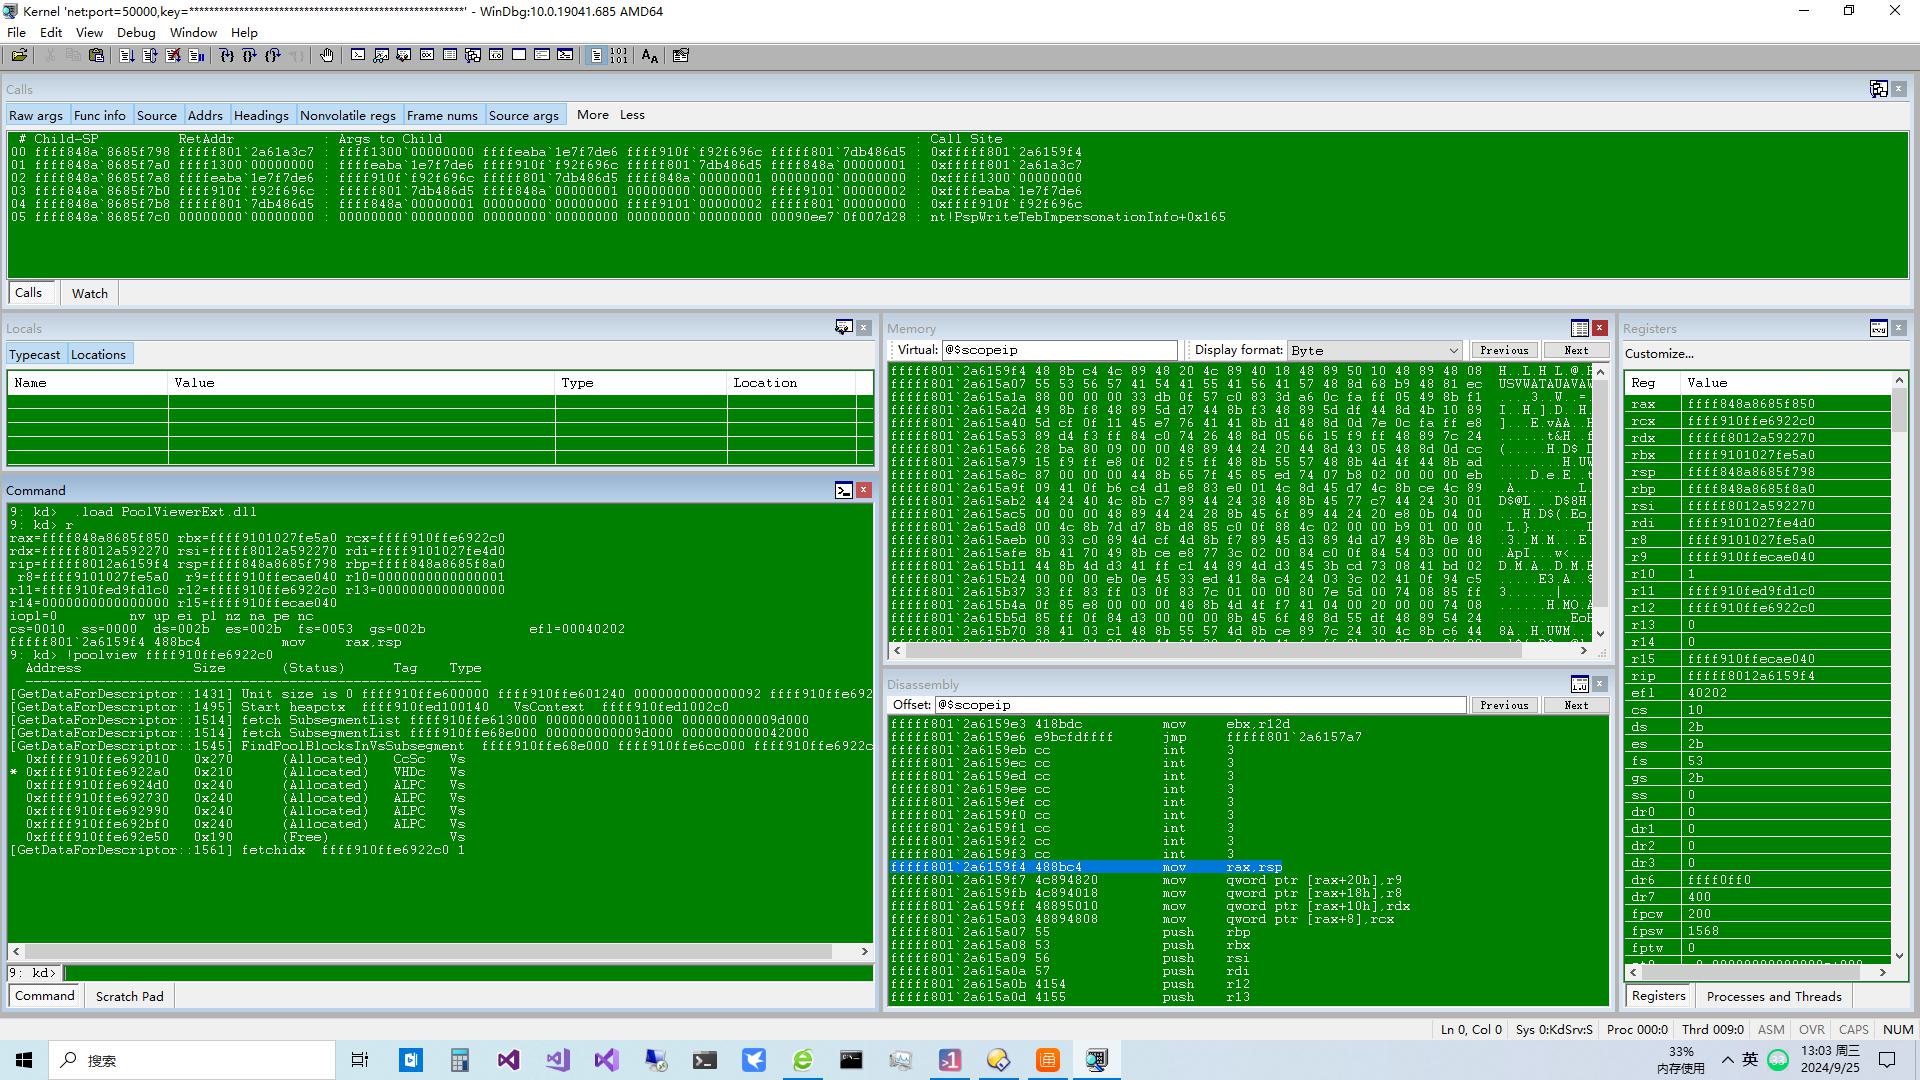 Kernel 'net:port=50000,key=*****************************************************' - WinDbg:10.0.19041.685 AMD64
File Edit View Debug Window Help
Calls
Raw args Func info Source Addrs Headings Nonvolatile regs Frame nums Source args More Less
# Child-SP RetAddr : Args to Child : Call Site
00 ffff848a`8685f798 fffff801`2a61a3c7 : ffff1300`00000000 ffffeaba`1e7f7de6 ffff910f`f92f696c fffff801`7db486d5 : 0xfffff801`2a6159f4
01 ffff848a`8685f7a0 ffff1300`00000000 : ffffeaba`1e7f7de6 ffff910f`f92f696c fffff801`7db486d5 ffff848a`00000001 : 0xfffff801`2a61a3c7
02 ffff848a`8685f7a8 ffffeaba`1e7f7de6 : ffff910f`f92f696c fffff801`7db486d5 ffff848a`00000001 00000000`00000000 : 0xffff1300`00000000
03 ffff848a`8685f7b0 ffff910f`f92f696c : fffff801`7db486d5 ffff848a`00000001 00000000`00000000 ffff9101`00000002 : 0xffffeaba`1e7f7de6
04 ffff848a`8685f7b8 fffff801`7db486d5 : ffff848a`00000001 00000000`00000000 ffff9101`00000002 fffff801`00000000 : 0xffff910f`f92f696c
05 ffff848a`8685f7c0 00000000`00000000 : 00000000`00000000 00000000`00000000 00000000`00000000 00090ee7`0f007d28 : nt!PspWriteTebImpersonationInfo+0x165
Calls Watch
Locals
Typecast Locations
Name Value Type Location
Command
9: kd> .load PoolViewerExt.dll
9: kd> r
rax=ffff848a8685f850 rbx=ffff9101027fe5a0 rcx=ffff910ffe6922c0
rdx=fffff8012a592270 rsi=fffff8012a592270 rdi=ffff9101027fe4d0
rip=fffff8012a6159f4 rsp=ffff848a8685f798 rbp=ffff848a8685f8a0
r8=ffff9101027fe5a0 r9=ffff910ffecae040 r10=0000000000000001
r11=ffff910fed9fd1c0 r12=ffff910ffe6922c0 r13=0000000000000000
r14=0000000000000000 r15=ffff910ffecae040
iopl=0 nv up ei pl nz na pe nc
cs=0010 ss=0000 ds=002b es=002b fs=0053 gs=002b efl=00040202
fffff801`2a6159f4 488bc4 mov rax,rsp
9: kd> !poolview ffff910ffe6922c0
Address Size (Status) Tag Type
[GetDataForDescriptor::1431] Unit size is 0 ffff910ffe600000 ffff910ffe601240 0000000000000092 ffff910ffe692
[GetDataForDescriptor::1495] Start heapctx ffff910fed100140 VsContext ffff910fed1002c0
[GetDataForDescriptor::1514] fetch SubsegmentList ffff910ffe613000 0000000000011000 000000000009d000
[GetDataForDescriptor::1514] fetch SubsegmentList ffff910ffe68e000 000000000009d000 0000000000042000
[GetDataForDescriptor::1545] FindPoolBlocksInVsSubsegment ffff910ffe68e000 ffff910ffe6cc000 ffff910ffe6922c
0xffff910ffe692010 0x270 (Allocated) CcSc Vs
* 0xffff910ffe6922a0 0x210 (Allocated) VHDc Vs
0xffff910ffe6924d0 0x240 (Allocated) ALPC Vs
0xffff910ffe692730 0x240 (Allocated) ALPC Vs
0xffff910ffe692990 0x240 (Allocated) ALPC Vs
0xffff910ffe692bf0 0x240 (Allocated) ALPC Vs
0xffff910ffe692e50 0x190 (Free) Vs
[GetDataForDescriptor::1561] fetchidx ffff910ffe6922c0 1
9: kd>
Command Scratch Pad
Memory
Virtual: @$scopeip Display format: Byte Previous Next
fffff801`2a6159f4 48 8b c4 4c 89 48 20 4c 89 40 18 48 89 50 10 48 89 48 08
fffff801`2a615a07 55 53 56 57 41 54 41 55 41 56 41 57 48 8d 68 b9 48 81 ec
fffff801`2a615a1a 88 00 00 00 33 db 0f 57 c0 83 3d a6 0c fa ff 05 49 8b f1
fffff801`2a615a2d 49 8b f8 48 89 5d d7 44 8b f3 48 89 5d df 44 8d 4b 10 89
fffff801`2a615a40 5d cf 0f 11 45 e7 76 41 41 8b d1 48 8d 0d 7e 0c fa ff e8
fffff801`2a615a53 89 d4 f3 ff 84 c0 74 26 48 8d 05 66 15 f9 ff 48 89 7c 24
fffff801`2a615a66 28 ba 80 09 00 00 48 89 44 24 20 44 8d 43 05 48 8d 0d cc
fffff801`2a615a79 15 f9 ff e8 0f 02 f5 ff 48 8b 55 57 48 8b 4d 4f 44 8b ad
fffff801`2a615a8c 87 00 00 00 44 8b 65 7f 45 85 ed 74 07 b8 02 00 00 00 eb
fffff801`2a615a9f 09 41 0f b6 c4 d1 e8 83 e0 01 4c 8d 45 d7 4c 8b ce 4c 89
fffff801`2a615ab2 44 24 40 4c 8b c7 89 44 24 38 48 8b 45 77 c7 44 24 30 01
fffff801`2a615ac5 00 00 00 48 89 44 24 28 8b 45 6f 89 44 24 20 e8 0b 04 00
fffff801`2a615ad8 00 4c 8b 7d d7 8b d8 85 c0 0f 88 4c 02 00 00 b9 01 00 00
fffff801`2a615aeb 00 33 c0 89 4d cf 4d 8b f7 89 45 d3 89 4d d7 49 8b 0e 48
fffff801`2a615afe 8b 41 70 49 8b ce e8 77 3c 02 00 84 c0 0f 84 54 03 00 00
fffff801`2a615b11 44 8b 4d d3 41 ff c1 44 89 4d d3 45 3b cd 73 08 41 bd 02
fffff801`2a615b24 00 00 00 eb 0e 45 33 ed 41 8a c4 24 03 3c 02 41 0f 94 c5
fffff801`2a615b37 33 ff 83 ff 03 0f 83 7c 01 00 00 80 7e 5d 00 74 08 85 ff
fffff801`2a615b4a 0f 85 e8 00 00 00 48 8b 4d 4f f7 41 04 00 20 00 00 74 08
fffff801`2a615b5d 85 ff 0f 84 d3 00 00 00 8b 45 6f 48 8b 55 df 48 89 54 24
fffff801`2a615b70 38 41 03 c1 48 8b 55 57 4d 8b ce 89 7c 24 30 4c 8b c6 44
Disassembly
Offset: @$scopeip Previous Next
fffff801`2a6159e3 418bdc mov ebx,r12d
fffff801`2a6159e6 e9bcfdffff jmp fffff801`2a6157a7
fffff801`2a6159eb cc int 3
fffff801`2a6159ec cc int 3
fffff801`2a6159ed cc int 3
fffff801`2a6159ee cc int 3
fffff801`2a6159ef cc int 3
fffff801`2a6159f0 cc int 3
fffff801`2a6159f1 cc int 3
fffff801`2a6159f2 cc int 3
fffff801`2a6159f3 cc int 3
fffff801`2a6159f4 488bc4 mov rax,rsp
fffff801`2a6159f7 4c894820 mov qword ptr [rax+20h],r9
fffff801`2a6159fb 4c894018 mov qword ptr [rax+18h],r8
fffff801`2a6159ff 48895010 mov qword ptr [rax+10h],rdx
fffff801`2a615a03 48894808 mov qword ptr [rax+8],rcx
fffff801`2a615a07 55 push rbp
fffff801`2a615a08 53 push rbx
fffff801`2a615a09 56 push rsi
fffff801`2a615a0a 57 push rdi
fffff801`2a615a0b 4154 push r12
fffff801`2a615a0d 4155 push r13
Registers
Customize...
Reg Value
rax ffff848a8685f850
rcx ffff910ffe6922c0
rdx fffff8012a592270
rbx ffff9101027fe5a0
rsp ffff848a8685f798
rbp ffff848a8685f8a0
rsi fffff8012a592270
rdi ffff9101027fe4d0
r8 ffff9101027fe5a0
r9 ffff910ffecae040
r10 1
r11 ffff910fed9fd1c0
r12 ffff910ffe6922c0
r13 0
r14 0
r15 ffff910ffecae040
rip fffff8012a6159f4
efl 40202
cs 10
ds 2b
es 2b
fs 53
gs 2b
ss 0
dr0 0
dr1 0
dr2 0
dr3 0
dr6 ffff0ff0
dr7 400
fpcw 200
fpsw 1568
fptw 0
Registers Processes and Threads
Ln 0, Col 0 Sys 0:KdSrv:S Proc 000:0 Thrd 009:0 ASM OVR CAPS NUM
搜索
33%
内存使用
英
13:03 周三
2024/9/25